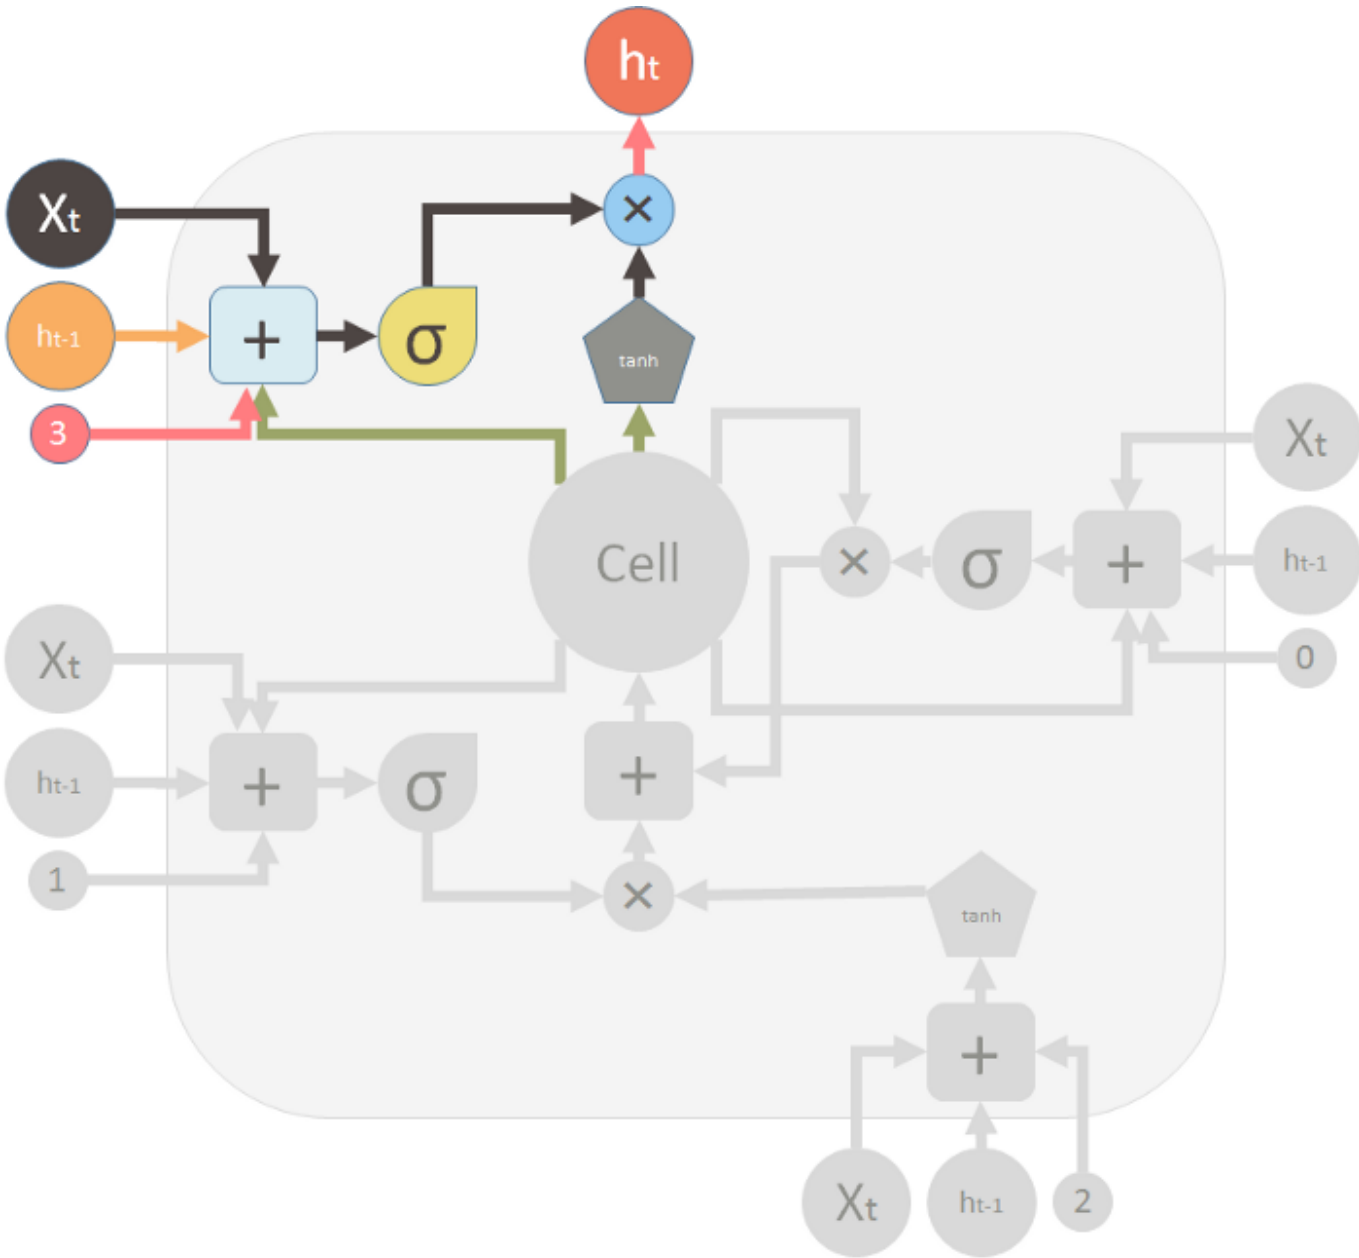 ht
Xt
×
ht-1
+
σ
tanh
3
Xt
Cell
×
σ
+
ht-1
0
Xt
ht-1
+
σ
+
1
×
tanh
+
Xt
ht-1
2